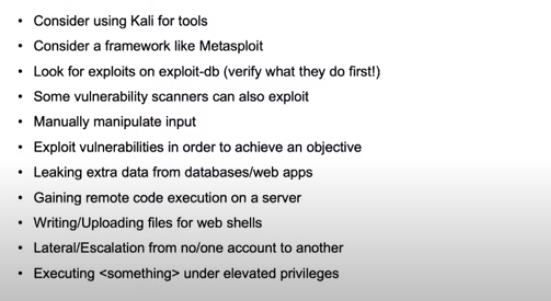 • Consider using Kali for tools
• Consider a framework like Metasploit
• Look for exploits on exploit-db (verify what they do first!)
• Some vulnerability scanners can also exploit
• Manually manipulate input
• Exploit vulnerabilities in order to achieve an objective
• Leaking extra data from databases/web apps
• Gaining remote code execution on a server
• Writing/Uploading files for web shells
• Lateral/Escalation from no/one account to another
• Executing <something> under elevated privileges